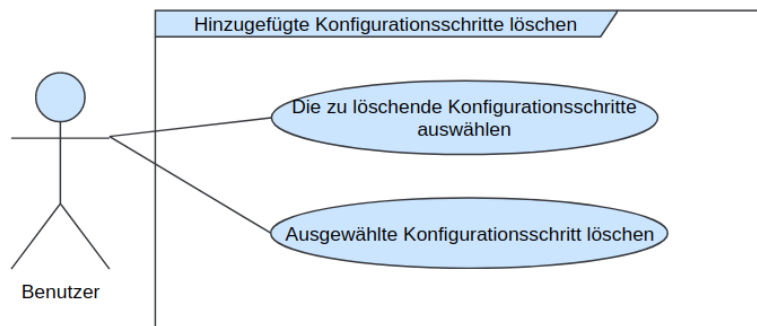 Hinzugefügte Konfigurationsschritte löschen
Die zu löschende Konfigurationsschritte
auswählen
Ausgewählte Konfigurationsschritt löschen
Benutzer